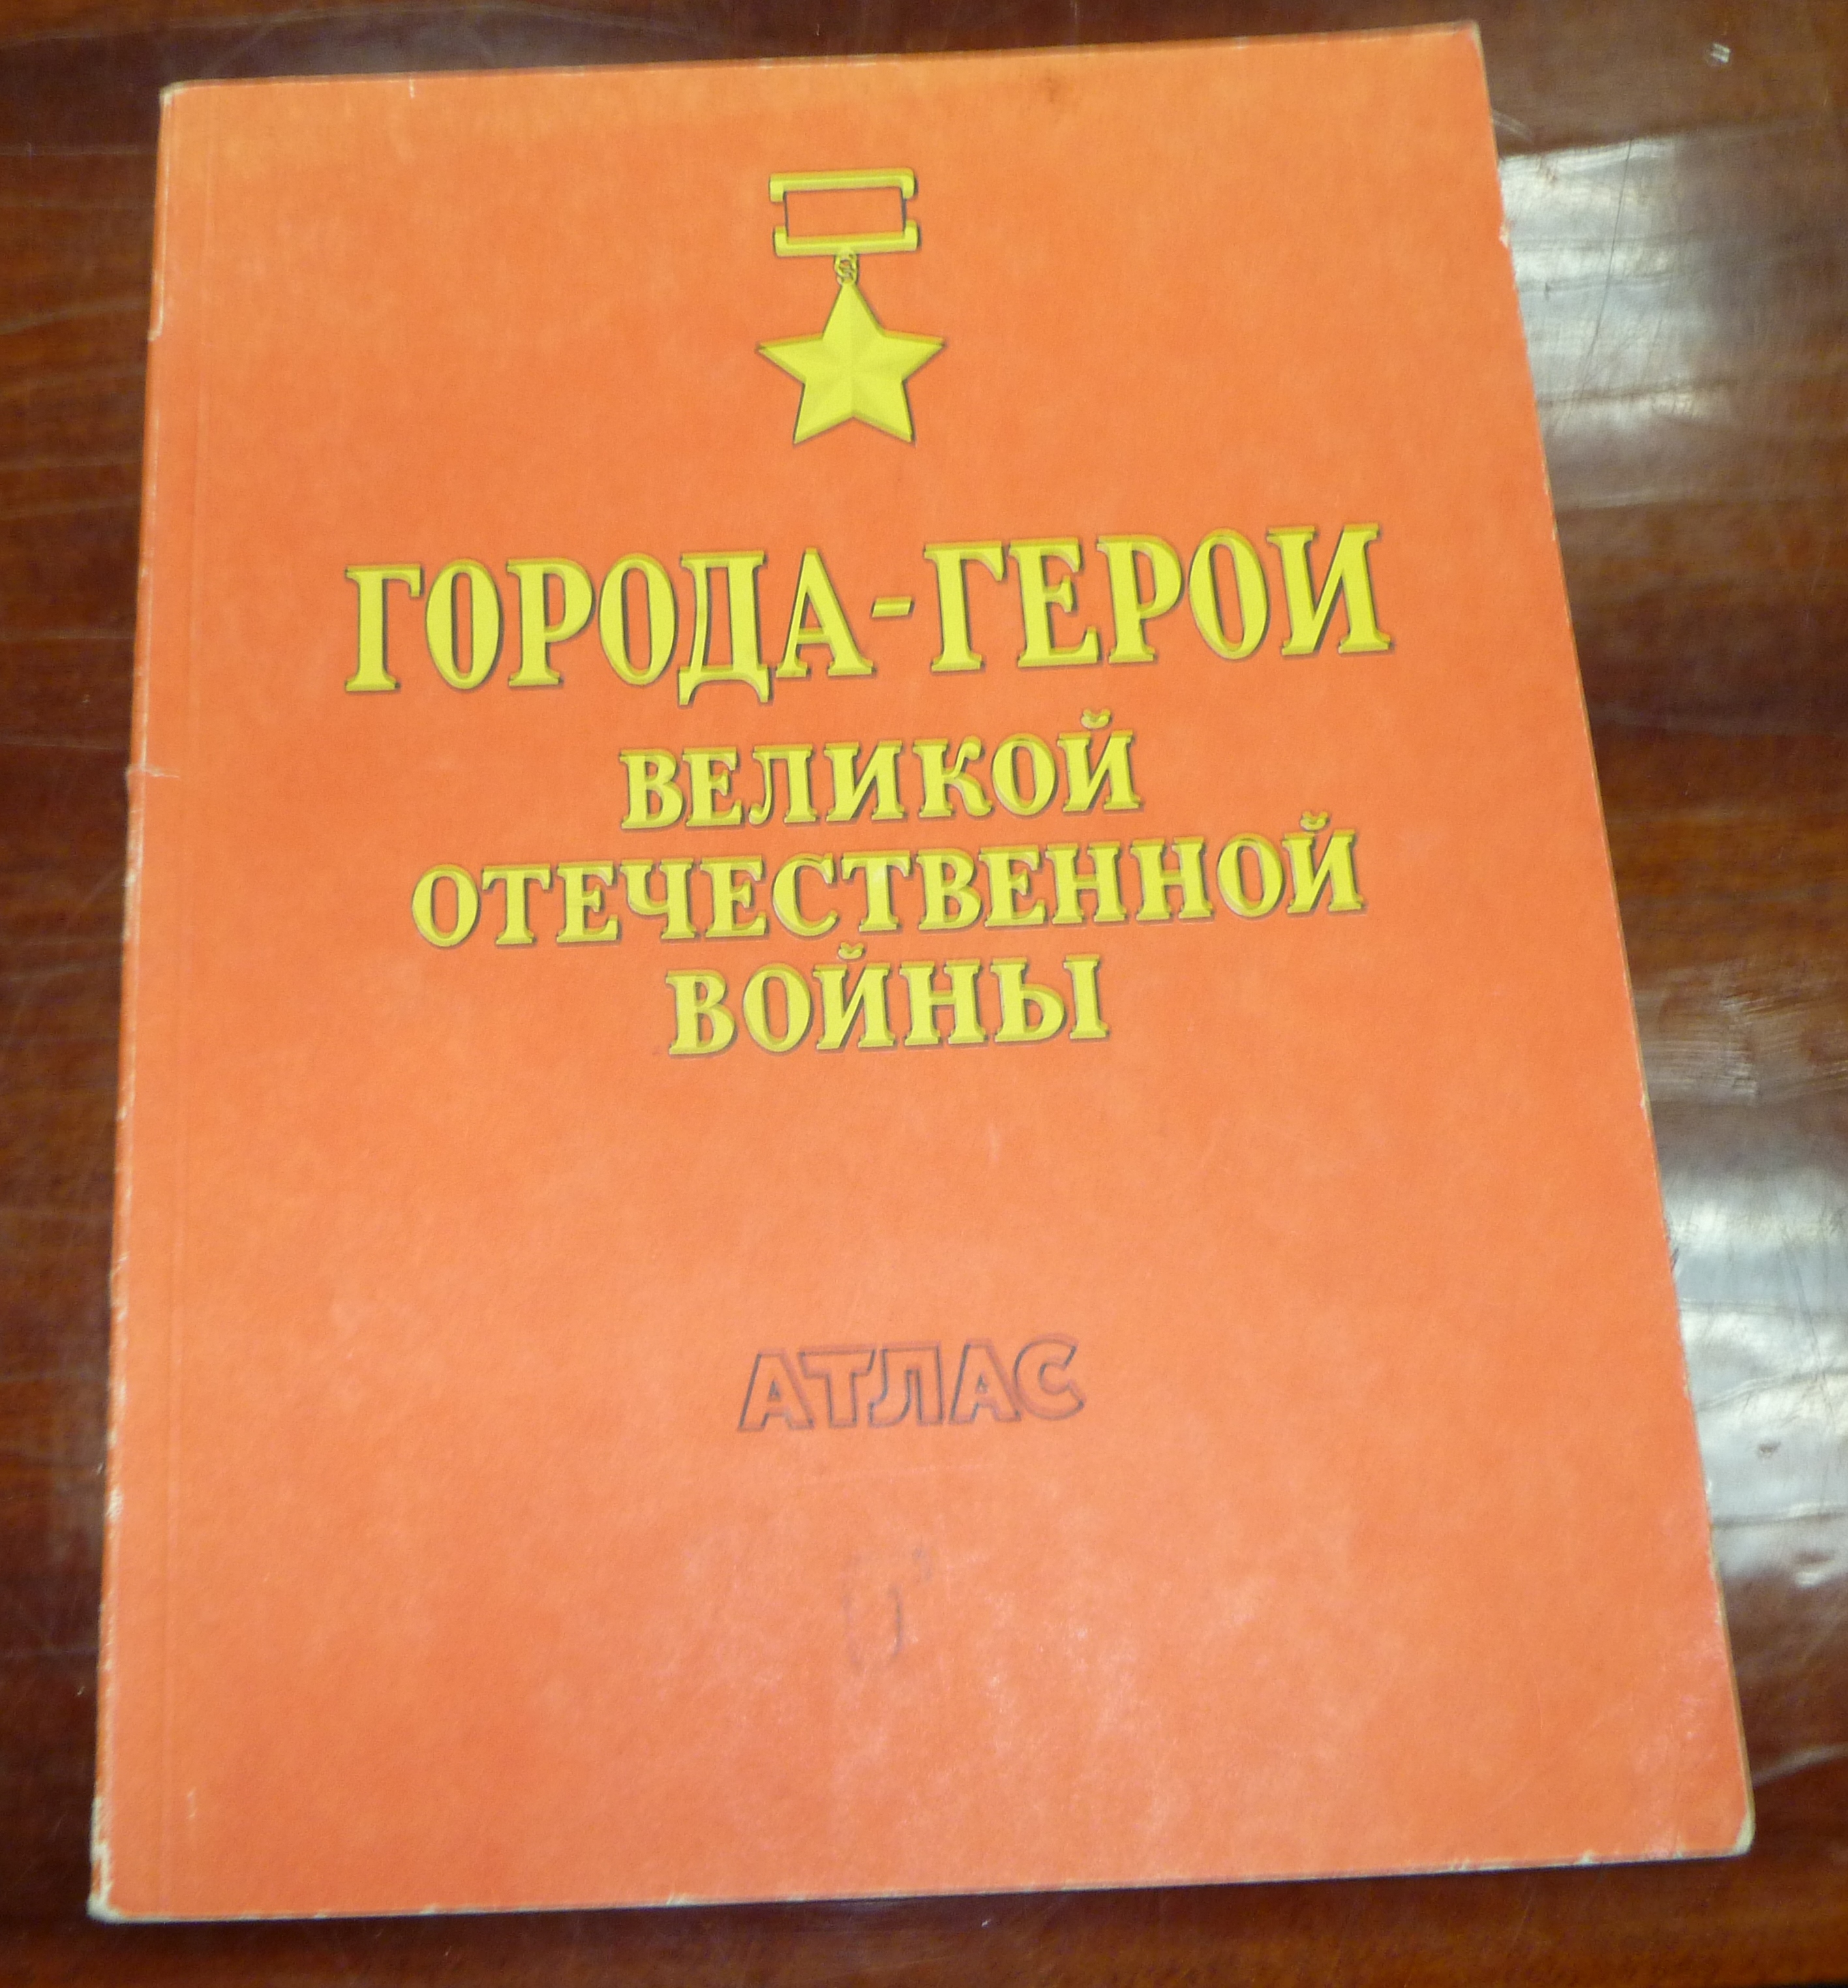 ГОРОДА-ГЕРОИ
ВЕЛИКОЙ
ОТЕЧЕСТВЕННОЙ
ВОЙНЫ
АТЛАС